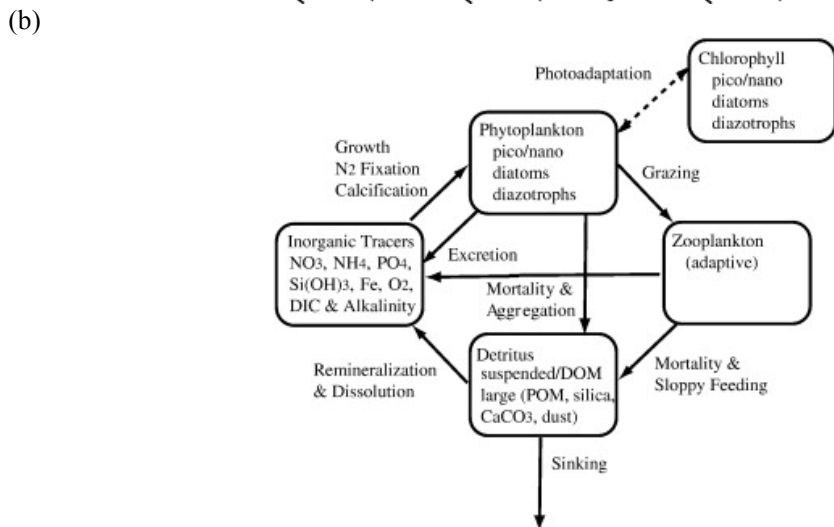 (b)
Chlorophyll
pico/nano
diatoms
diazotrophs
Photoadaptation
Phytoplankton
pico/nano
diatoms
diazotrophs
Growth
N2 Fixation
Calcification
Grazing
Inorganic Tracers
NO3, NH4, PO4,
Si(OH)3, Fe, O2,
DIC & Alkalinity
Excretion
Zooplankton
(adaptive)
Mortality &
Aggregation
Detritus
suspended/DOM
large (POM, silica,
CaCO3, dust)
Remineralization
& Dissolution
Mortality &
Sloppy Feeding
Sinking